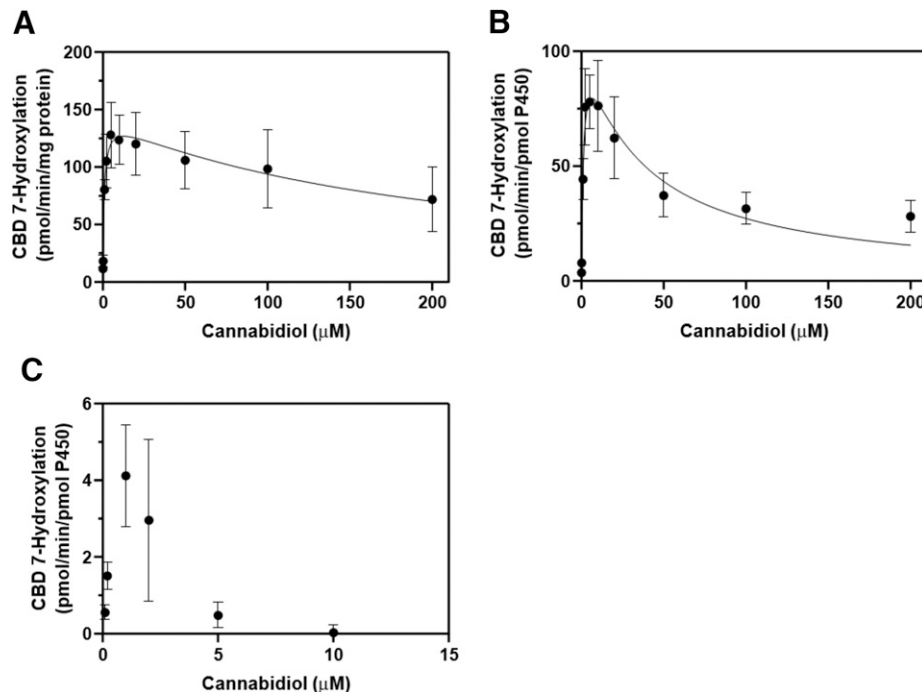 A
CBD 7-Hydroxylation
(pmol/min/mg protein)
200
150
100
50
0
0
50
100
150
200
Cannabidiol (μM)
B
CBD 7-Hydroxylation
(pmol/min/pmol P450)
100
75
50
25
0
0
50
100
150
200
Cannabidiol (μM)
C
CBD 7-Hydroxylation
(pmol/min/pmol P450)
6
4
2
0
0
5
10
15
Cannabidiol (μM)